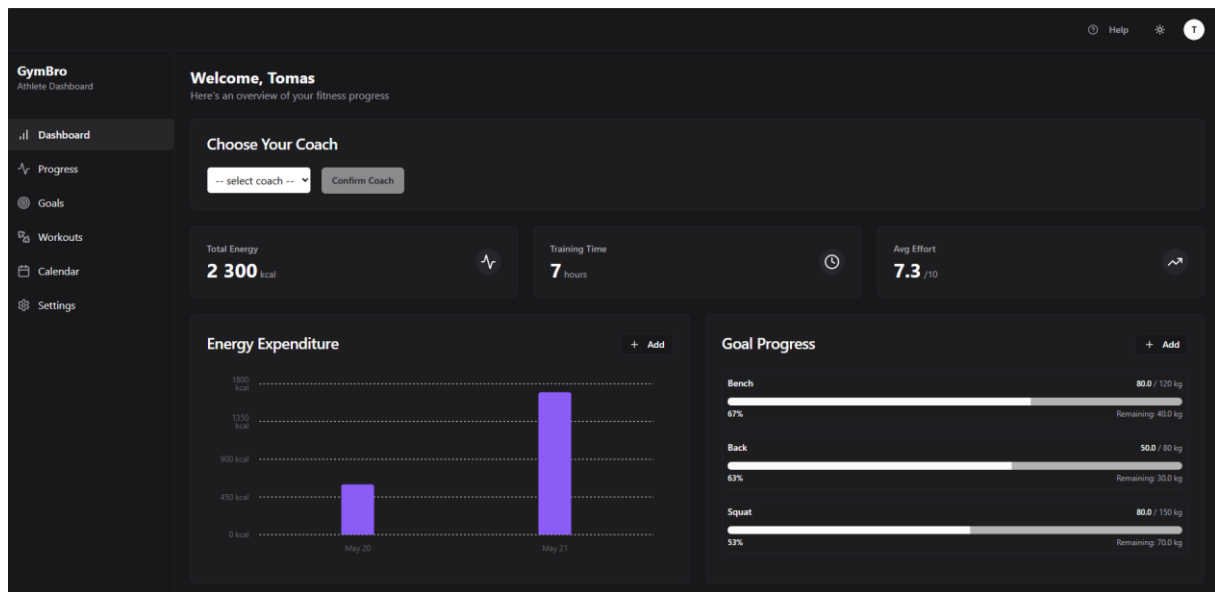 Help
T
GymBro
Athlete Dashboard
Dashboard
Progress
Goals
Workouts
Calendar
Settings
Welcome, Tomas
Here's an overview of your fitness progress
Choose Your Coach
-- select coach --
Confirm Coach
Total Energy
2 300 kcal
Training Time
7 hours
Avg Effort
7.3 /10
Energy Expenditure
+ Add
1800
kcal
1350
kcal
900 kcal
450 kcal
0 kcal
May 20
May 21
Goal Progress
+ Add
Bench
80.0 / 120 kg
67%
Remaining: 40.0 kg
Back
50.0 / 80 kg
63%
Remaining: 30.0 kg
Squat
80.0 / 150 kg
53%
Remaining: 70.0 kg